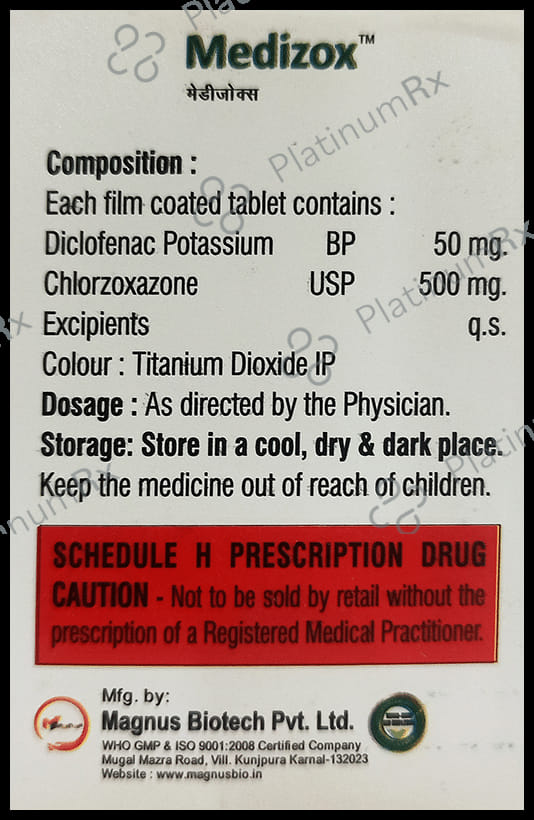 Medizox™
मेडीजोक्स
Composition :
Each film coated tablet contains :
Diclofenac Potassium BP 50 mg.
Chlorzoxazone USP 500 mg.
Excipients q.s.
Colour : Titanium Dioxide IP
Dosage : As directed by the Physician.
Storage: Store in a cool, dry & dark place.
Keep the medicine out of reach of children.
SCHEDULE H PRESCRIPTION DRUG
CAUTION - Not to be sold by retail without the
prescription of a Registered Medical Practitioner.
Mfg. by:
Magnus Biotech Pvt. Ltd.
WHO GMP & ISO 9001:2008 Certified Company
Mugal Mazra Road, Vill. Kunjpura Karnal-132023
Website : www.magnusbio.in
PlatinumRx
PlatinumRx
PlatinumRx